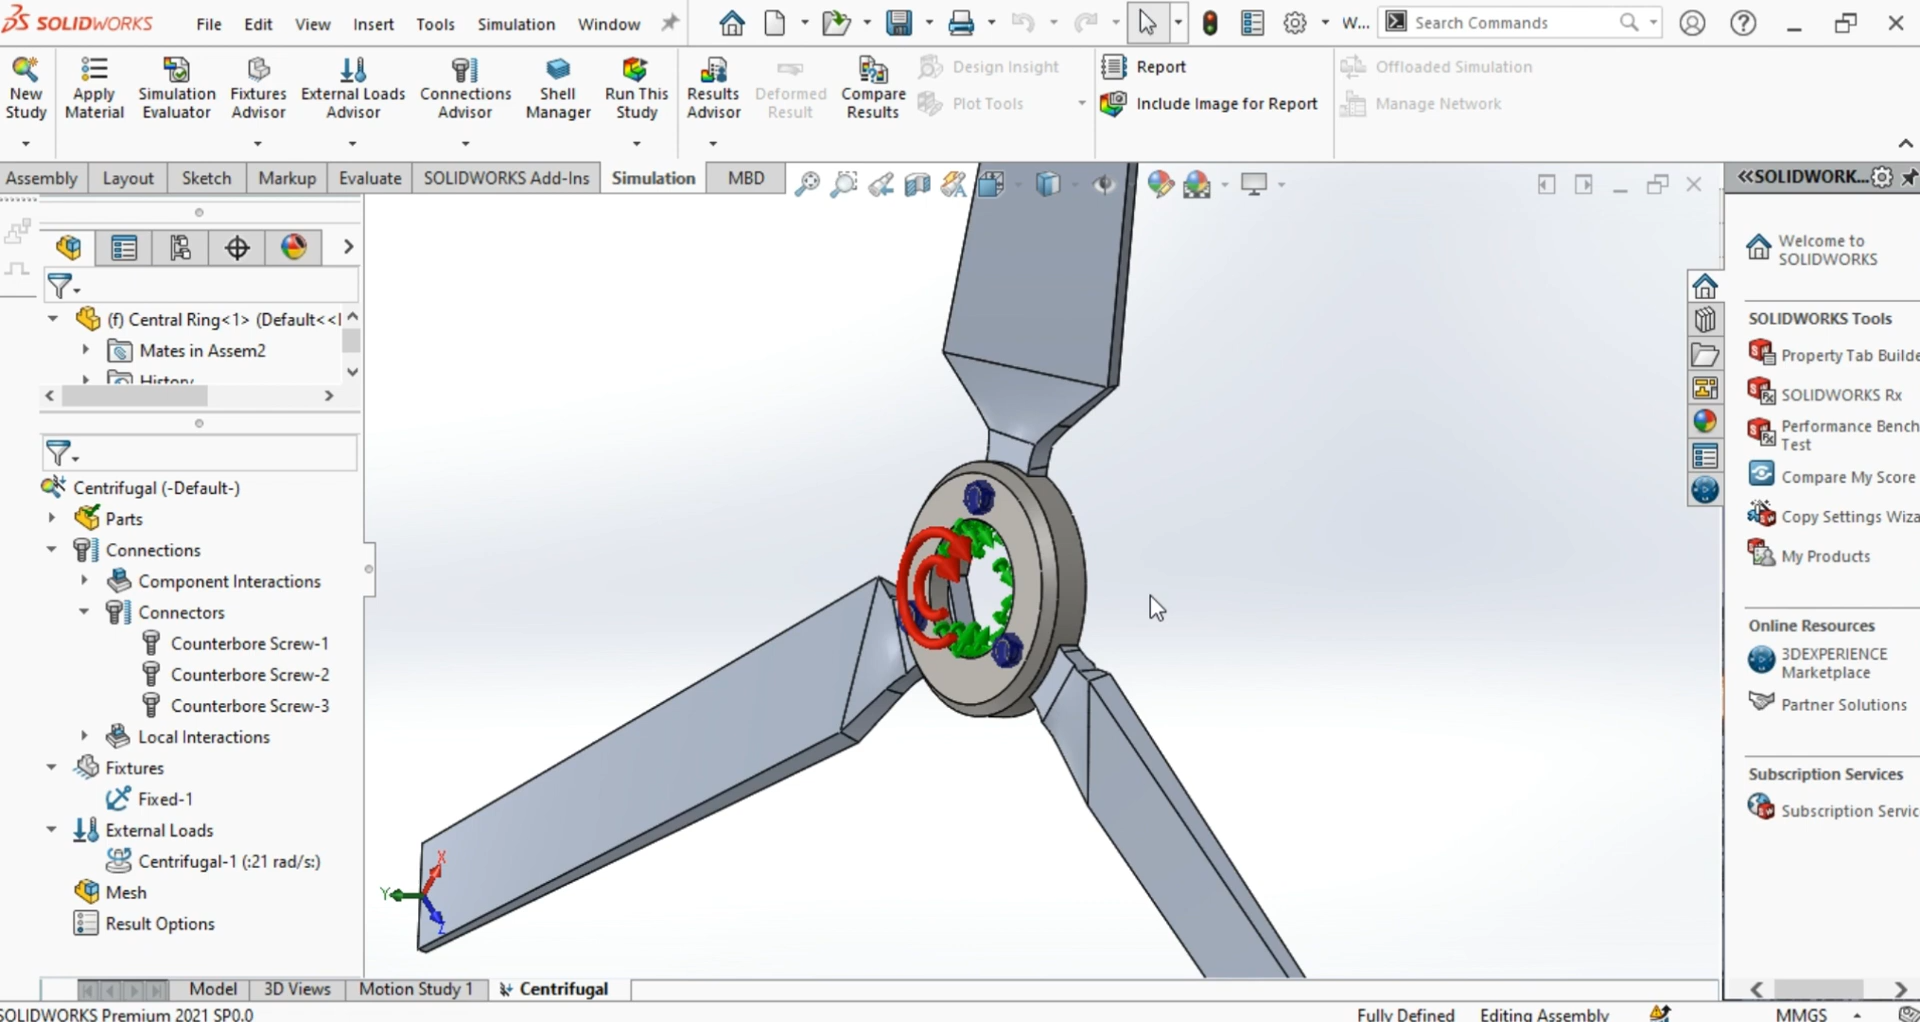 SOLIDWORKS File Edit View Insert Tools Simulation Window W... Search Commands
New Study
Apply Material
Simulation Evaluator
Fixtures Advisor
External Loads Advisor
Connections Advisor
Shell Manager
Run This Study
Results Advisor
Deformed Result
Compare Results
Design Insight
Plot Tools
Report
Include Image for Report
Offloaded Simulation
Manage Network
Assembly Layout Sketch Markup Evaluate SOLIDWORKS Add-Ins Simulation MBD
«SOLIDWORK...
(f) Central Ring<1> (Default<<
Mates in Assem2
History
Centrifugal (-Default-)
Parts
Connections
Component Interactions
Connectors
Counterbore Screw-1
Counterbore Screw-2
Counterbore Screw-3
Local Interactions
Fixtures
Fixed-1
External Loads
Centrifugal-1 (:21 rad/s:)
Mesh
Result Options
X
Y
Z
Welcome to
SOLIDWORKS
SOLIDWORKS Tools
Property Tab Builde
SOLIDWORKS Rx
Performance Bench
Test
Compare My Score
Copy Settings Wiza
My Products
Online Resources
3DEXPERIENCE
Marketplace
Partner Solutions
Subscription Services
Subscription Servic
Model 3D Views Motion Study 1 Centrifugal
SOLIDWORKS Premium 2021 SP0.0 Fully Defined Editing Assembly MMGS